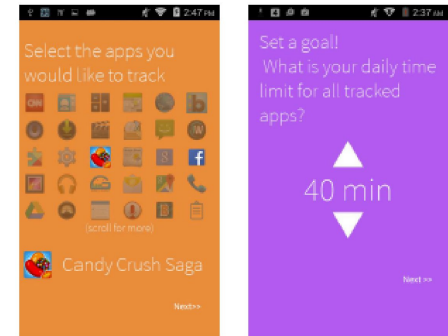 2:47 PM
Select the apps you
would like to track
CNN
(scroll for more)
Candy Crush Saga
Next>>
2:37 AM
Set a goal!
What is your daily time
limit for all tracked
apps?
40 min
Next>>